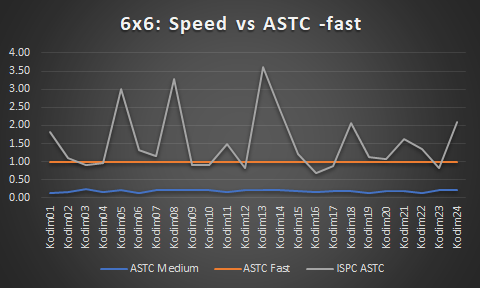 6x6: Speed vs ASTC -fast
4.00
3.50
3.00
2.50
2.00
1.50
1.00
0.50
0.00
Kodim01
Kodim02
Kodim03
Kodim04
Kodim05
Kodim06
Kodim07
Kodim08
Kodim09
Kodim10
Kodim11
Kodim12
Kodim13
Kodim14
Kodim15
Kodim16
Kodim17
Kodim18
Kodim19
Kodim20
Kodim21
Kodim22
Kodim23
Kodim24
ASTC Medium ASTC Fast ISPC ASTC